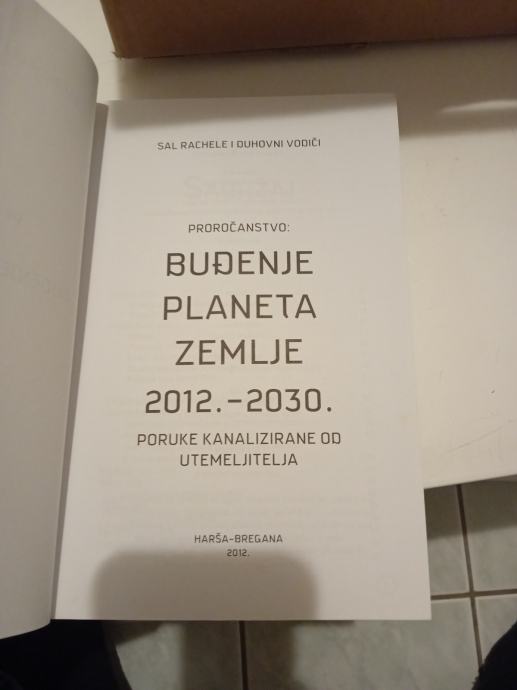 SAL RACHELE I DUHOVNI VODIČI
PROROČANSTVO:
BUĐENJE
PLANETA
ZEMLJE
2012.-2030.
PORUKE KANALIZIRANE OD
UTEMELJITELJA
HARŠA-BREGANA
2012.